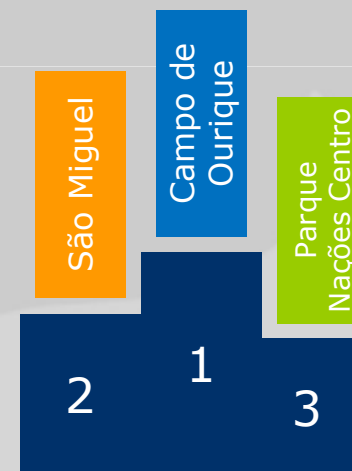 São Miguel
Campo de
Ourique
Parque
Nações Centro
2
1
3